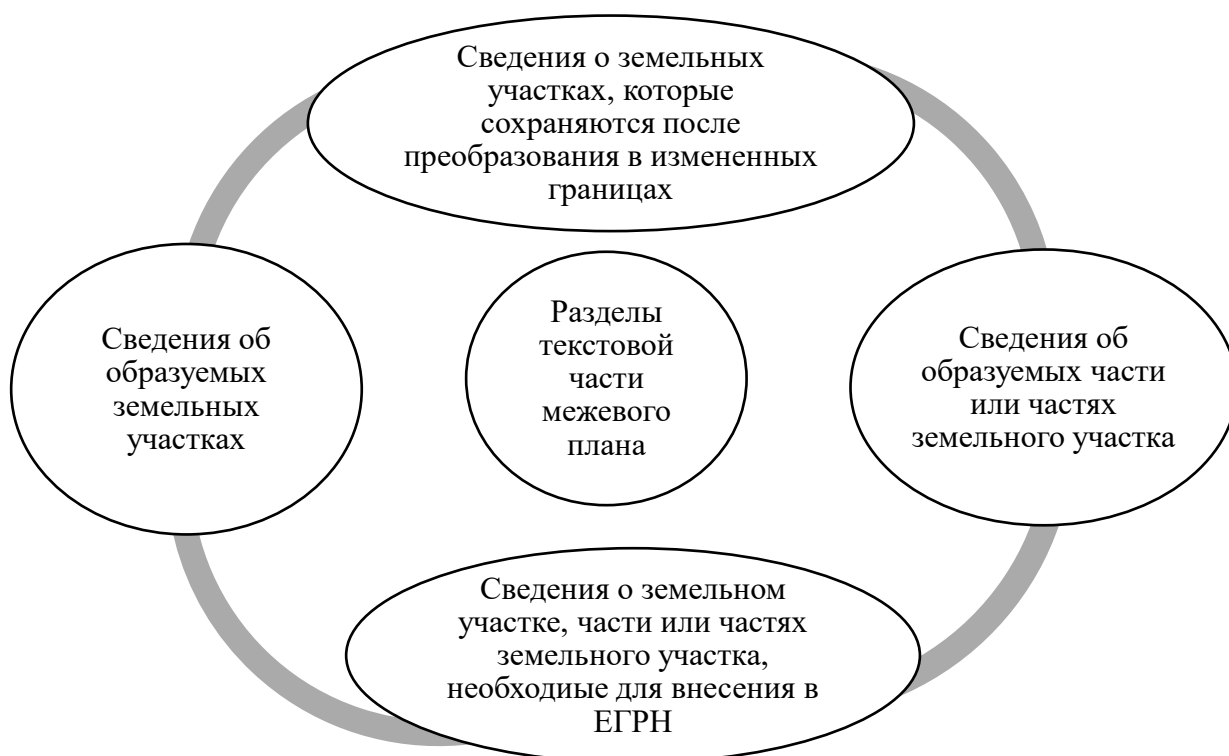 Сведения о земельных
участках, которые
сохраняются после
преобразования в измененных
границах
Сведения об
образуемых
земельных
участках
Разделы
текстовой
части
межевого
плана
Сведения об
образуемых части
или частях
земельного участка
Сведения о земельном
участке, части или частях
земельного участка,
необходиые для внесения в
ЕГРН